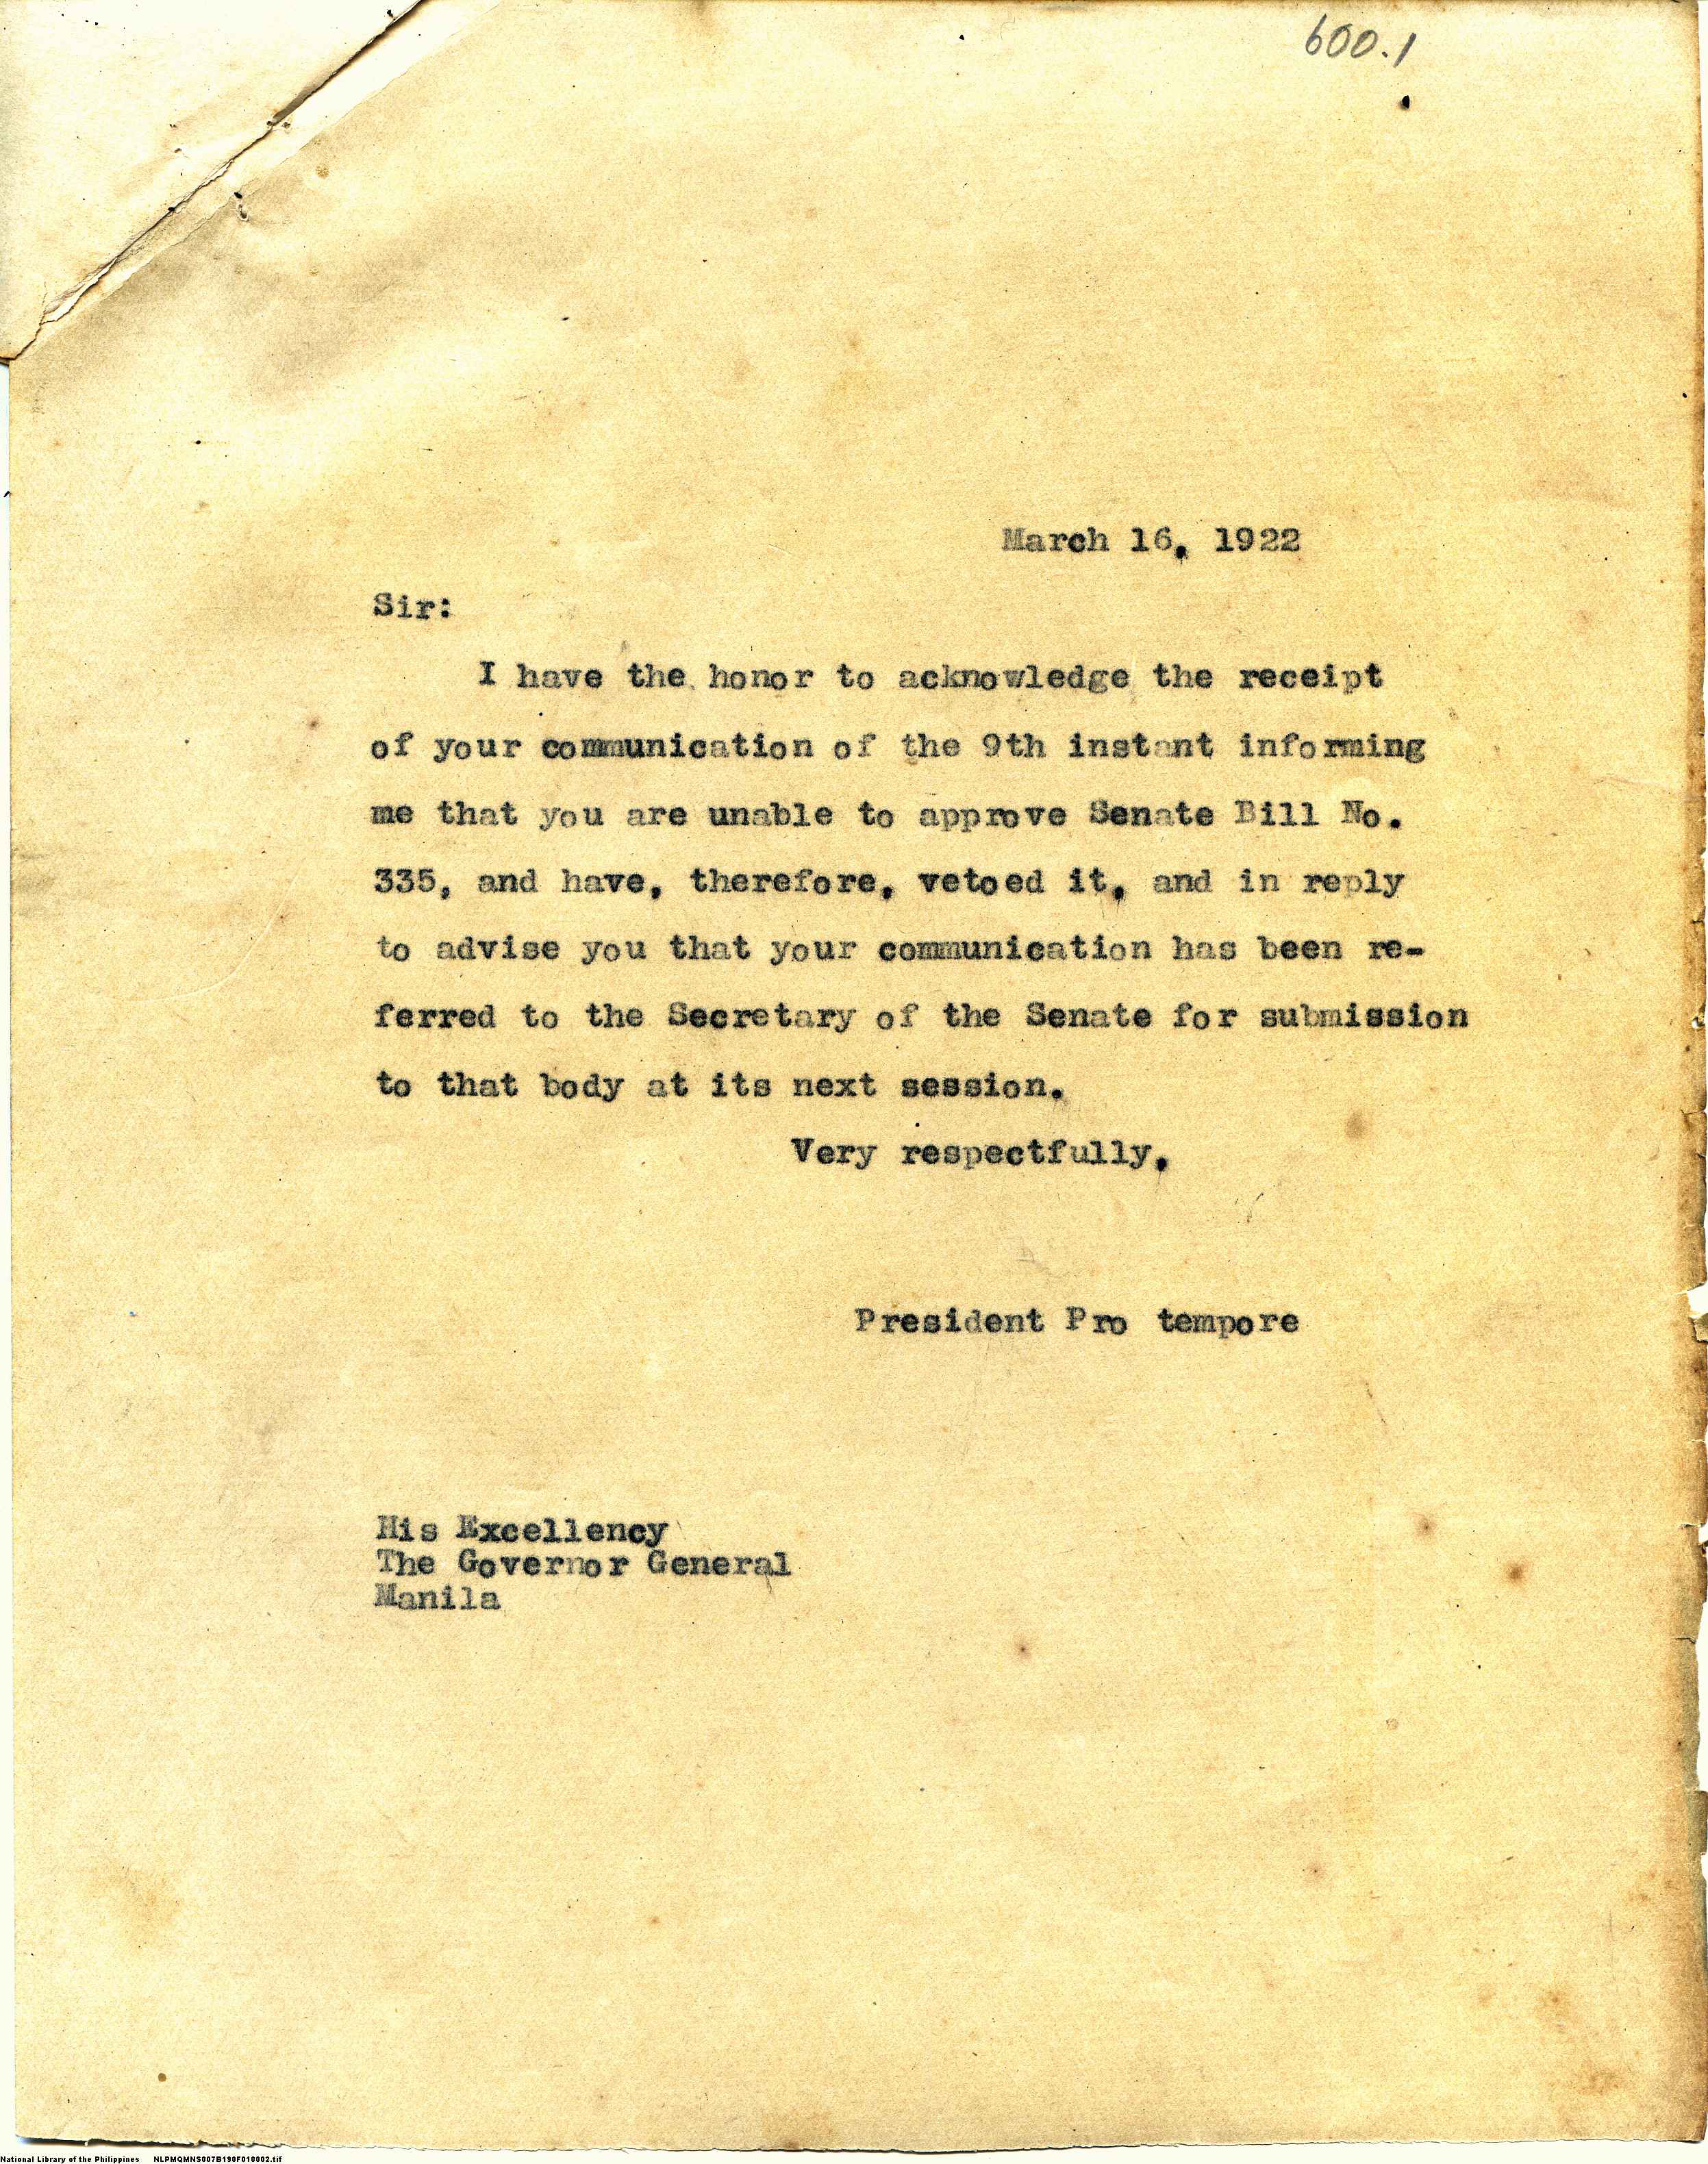 600.1
March 16, 1922
Sir:
I have the honor to acknowledge the receipt
of your communication of the 9th instant informing
me that you are unable to approve Senate Bill No.
335, and have, therefore, vetoed it, and in reply
to advise you that your communication has been re-
ferred to the Secretary of the Senate for submission
to that body at its next session.
Very respectfully,
President Pro tempore
His Excellency
The Governor General
Manila
National Library of the Philippines NLPMQMNS007B190F010002.tif